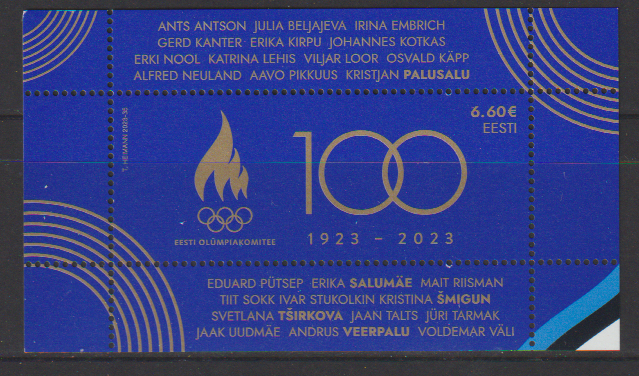 ANTS ANTSON JULIA BELJAJEVA IRINA EMBRICH
GERD KANTER ERIKA KIRPU JOHANNES KOTKAS
ERKI NOOL KATRINA LEHIS VILJAR LOOR OSVALD KÄPP
ALFRED NEULAND AAVO PIKKUUS KRISTJAN PALUSALU
6.60€
EESTI
100
EESTI OLÜMPIAKOMITEE
1923 – 2023
EDUARD PÜTSEP ERIKA SALUMÄE MAIT RIISMAN
TIIT SOKK IVAR STUKOLKIN KRISTINA ŠMIGUN
SVETLANA TŠIRKOVA JAAN TALTS JÜRI TARMAK
JAAK UUDMÄE ANDRUS VEERPALU VOLDEMAR VÄLI